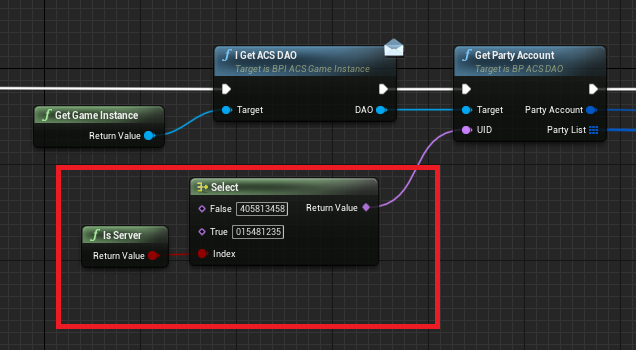 I Get ACS DAO
Target is BPI ACS Game Instance
Target
DAO
Get Party Account
Target is BP ACS DAO
Target
Party Account
UID
Party List
Get Game Instance
Return Value
Select
False 405813458
Return Value
True 015481235
Index
Is Server
Return Value